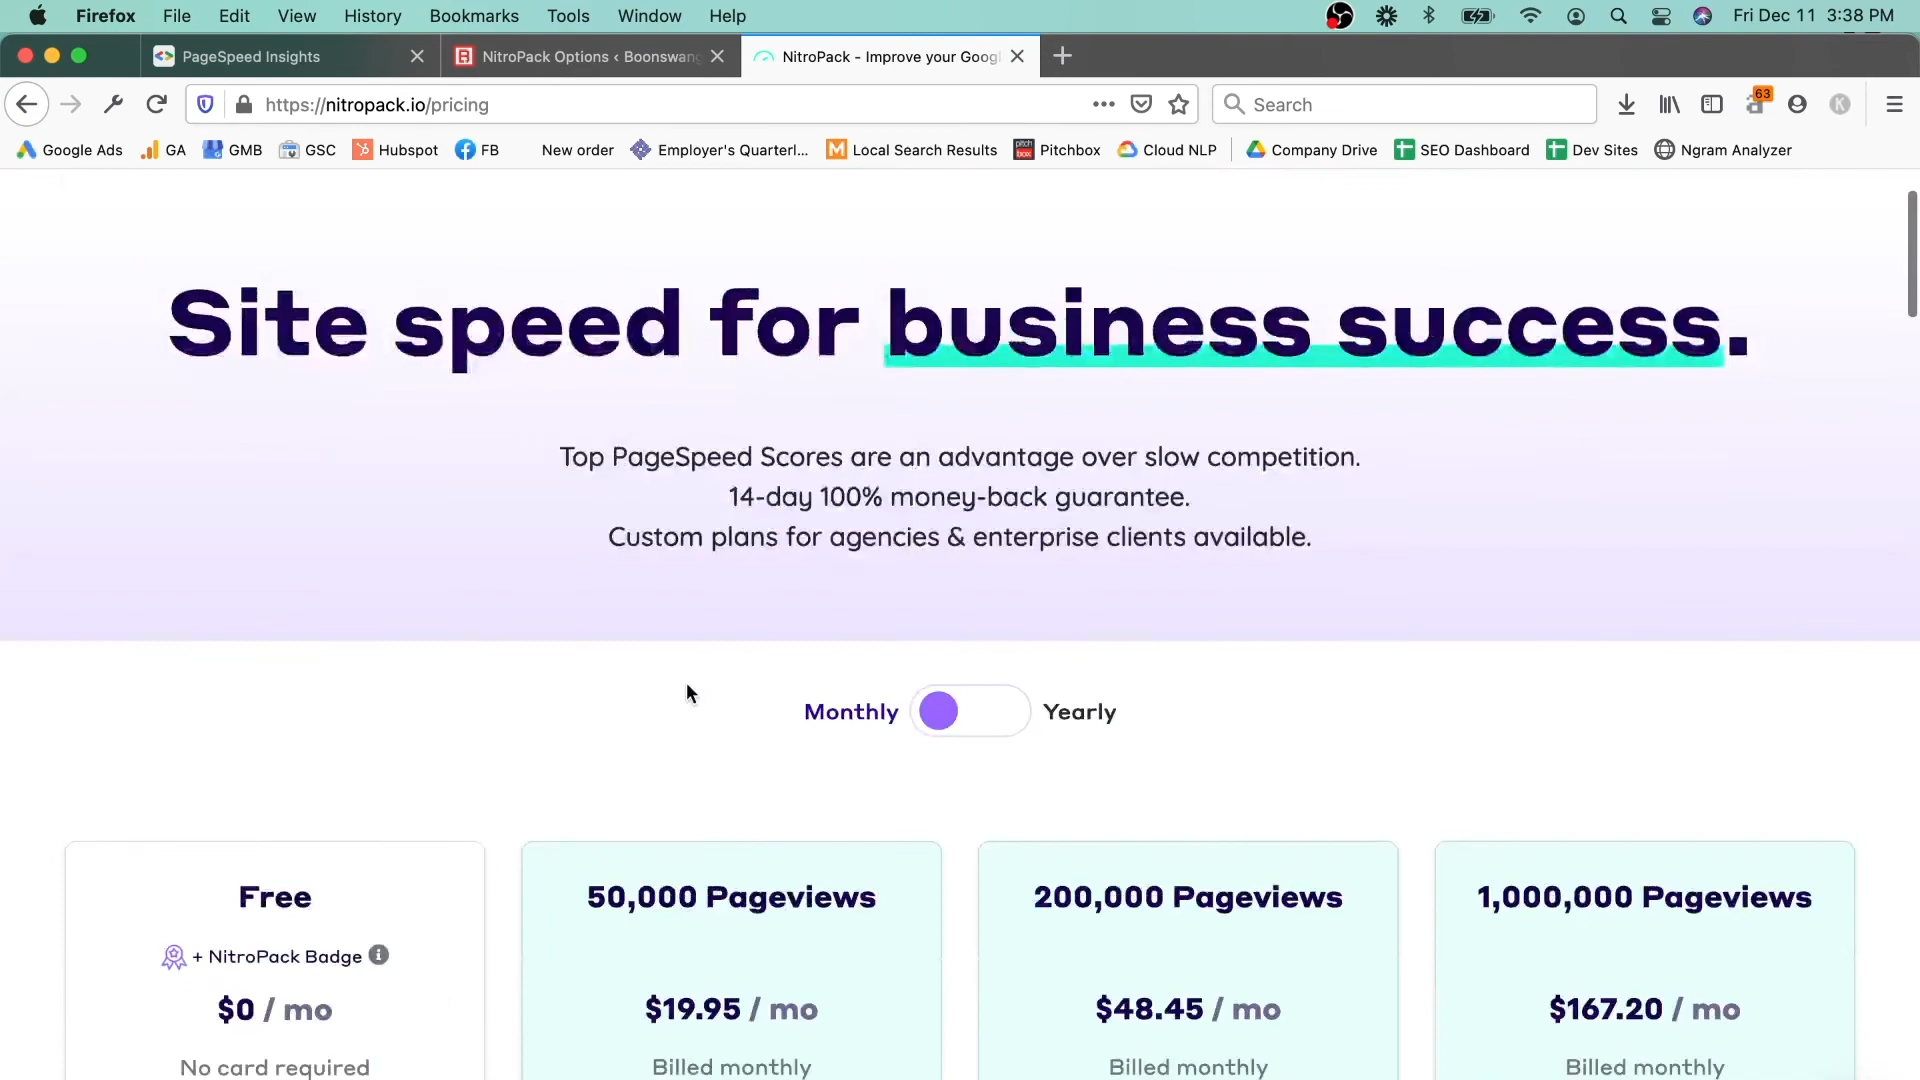 Firefox File Edit View History Bookmarks Tools Window Help Fri Dec 11 3:38 PM
PageSpeed Insights NitroPack Options ‹ Boonswang NitroPack - Improve your Googl
https://nitropack.io/pricing Search 63 K
Google Ads GA GMB GSC Hubspot FB New order Employer's Quarterl... Local Search Results Pitchbox Cloud NLP Company Drive SEO Dashboard Dev Sites Ngram Analyzer
Site speed for business success.
Top PageSpeed Scores are an advantage over slow competition.
14-day 100% money-back guarantee.
Custom plans for agencies & enterprise clients available.
Monthly Yearly
Free 50,000 Pageviews 200,000 Pageviews 1,000,000 Pageviews
+ NitroPack Badge
$0 / mo $19.95 / mo $48.45 / mo $167.20 / mo
No card required Billed monthly Billed monthly Billed monthly